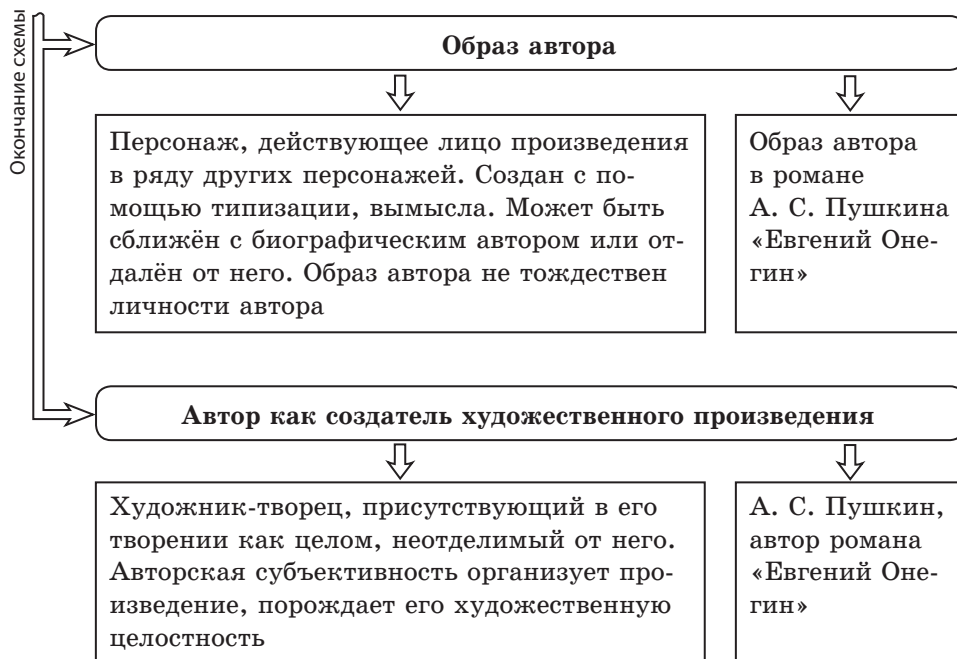 Окончание схемы
Образ автора
Персонаж, действующее лицо произведения
в ряду других персонажей. Создан с по-
мощью типизации, вымысла. Может быть
сближён с биографическим автором или от-
далён от него. Образ автора не тождествен
личности автора
Образ автора
в романе
А. С. Пушкина
«Евгений Оне-
гин»
Автор как создатель художественного произведения
Художник-творец, присутствующий в его
творении как целом, неотделимый от него.
Авторская субъективность организует про-
изведение, порождает его художественную
целостность
А. С. Пушкин,
автор романа
«Евгений Оне-
гин»